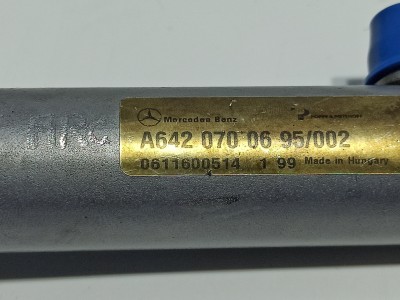 Mercedes Benz
A642 070 06 95/002
0611600514 1 99 Made in Hungary